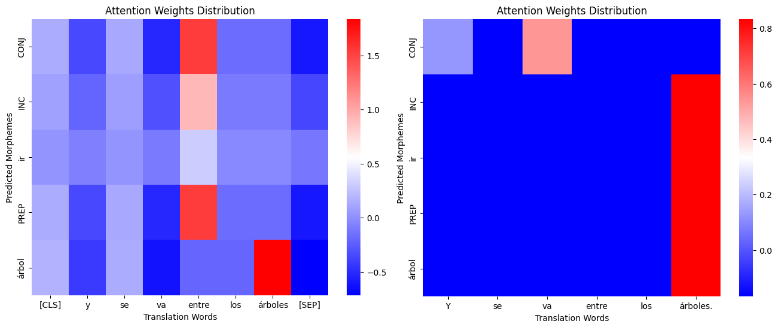 Attention Weights Distribution
Predicted Morphemes
CONJ
INC
ir
PREP
árbol
[CLS] y se va entre los árboles [SEP]
Translation Words
1.5
1.0
0.5
0.0
−0.5
Attention Weights Distribution
Predicted Morphemes
CONJ
INC
ir
PREP
árbol
Y se va entre los árboles.
Translation Words
0.8
0.6
0.4
0.2
0.0